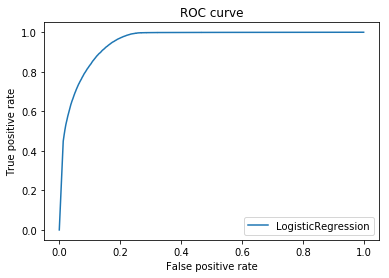 ROC curve
True positive rate
1.0
0.8
0.6
0.4
0.2
0.0
LogisticRegression
0.0 0.2 0.4 0.6 0.8 1.0
False positive rate